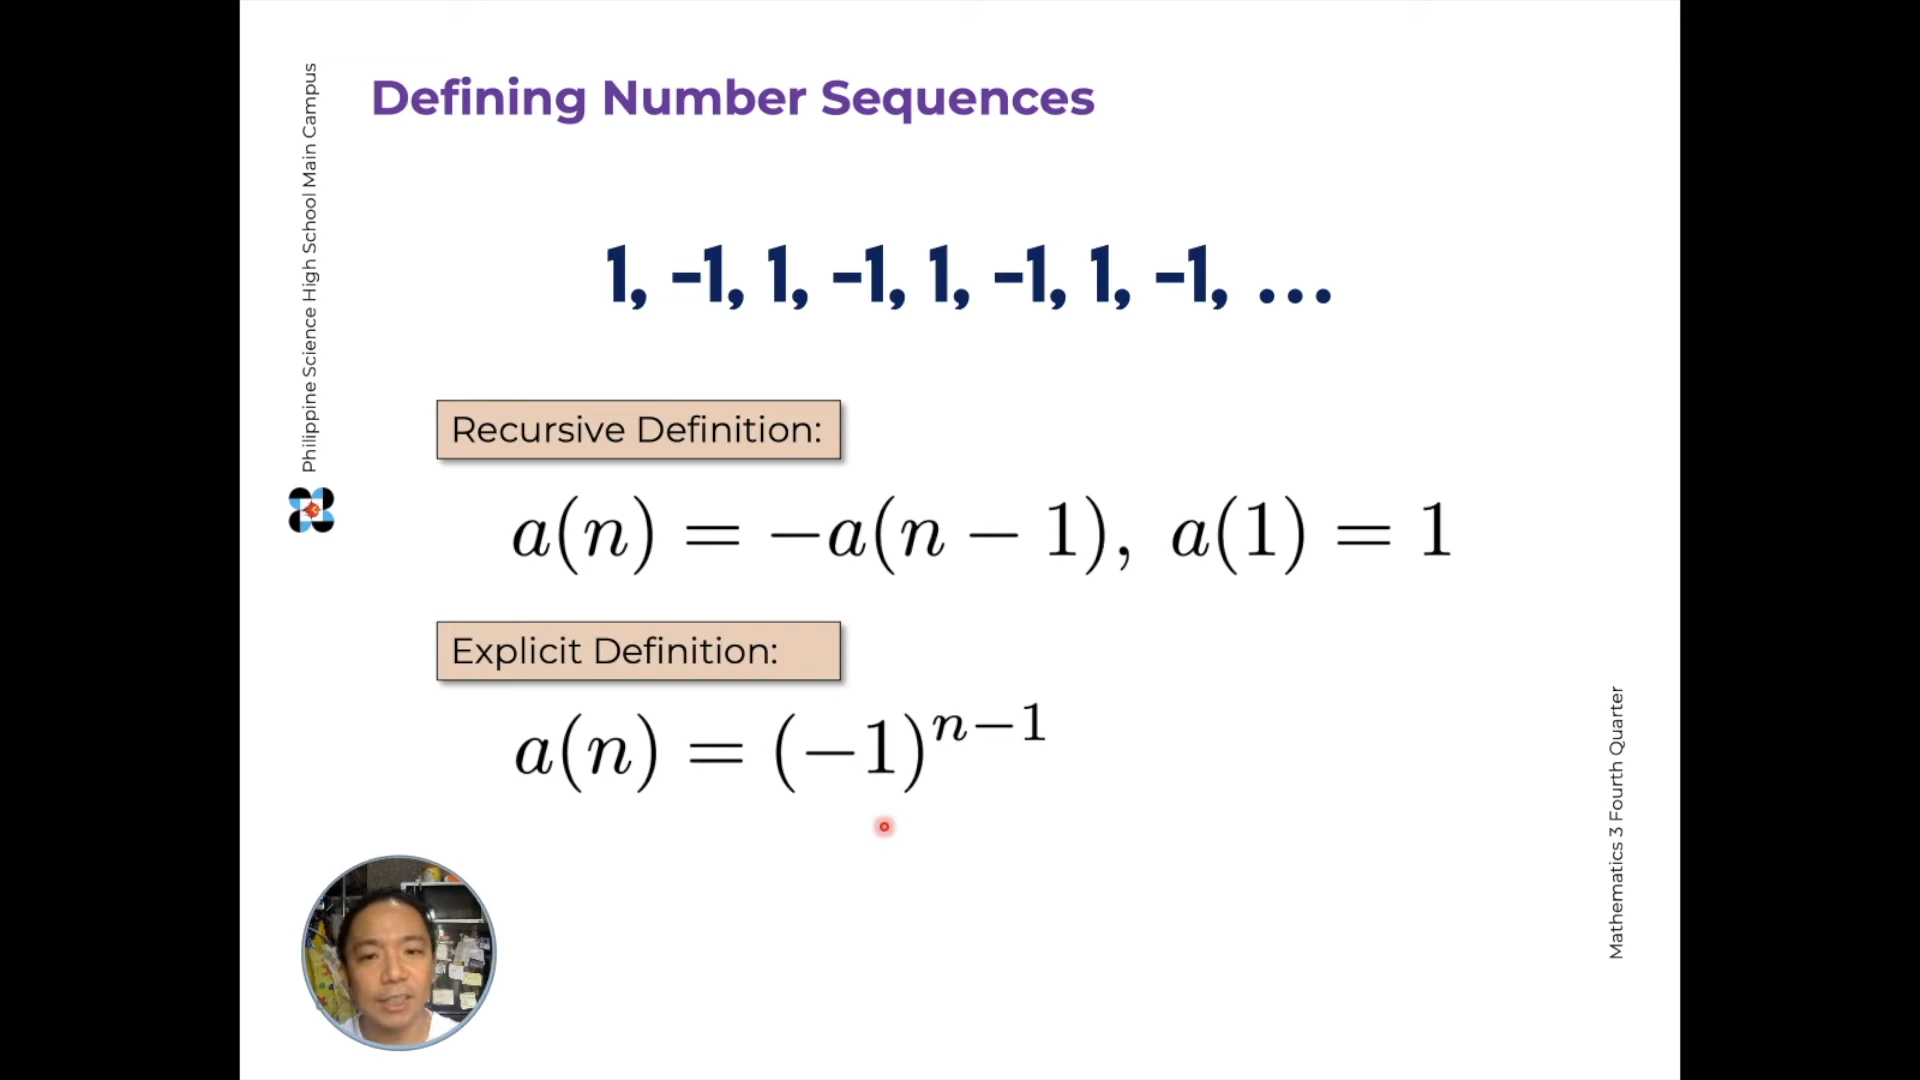 Defining Number Sequences
Philippine Science High School Main Campus
1, -1, 1, -1, 1, -1, 1, -1, ...
Recursive Definition:
a(n) = −a(n − 1), a(1) = 1
Explicit Definition:
a(n) = (−1)^{n−1}
Mathematics 3 Fourth Quarter